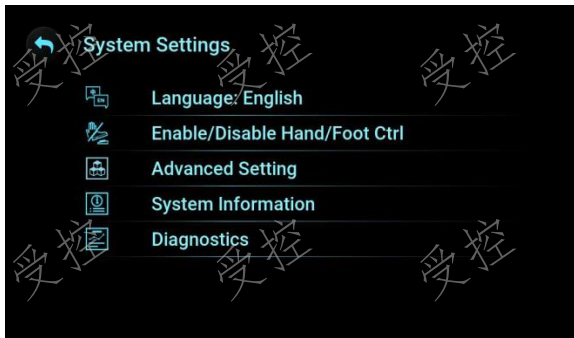 System Settings
Language: English
Enable/Disable Hand/Foot Ctrl
Advanced Setting
System Information
Diagnostics
受控
受控
受控
受控
受控
受控